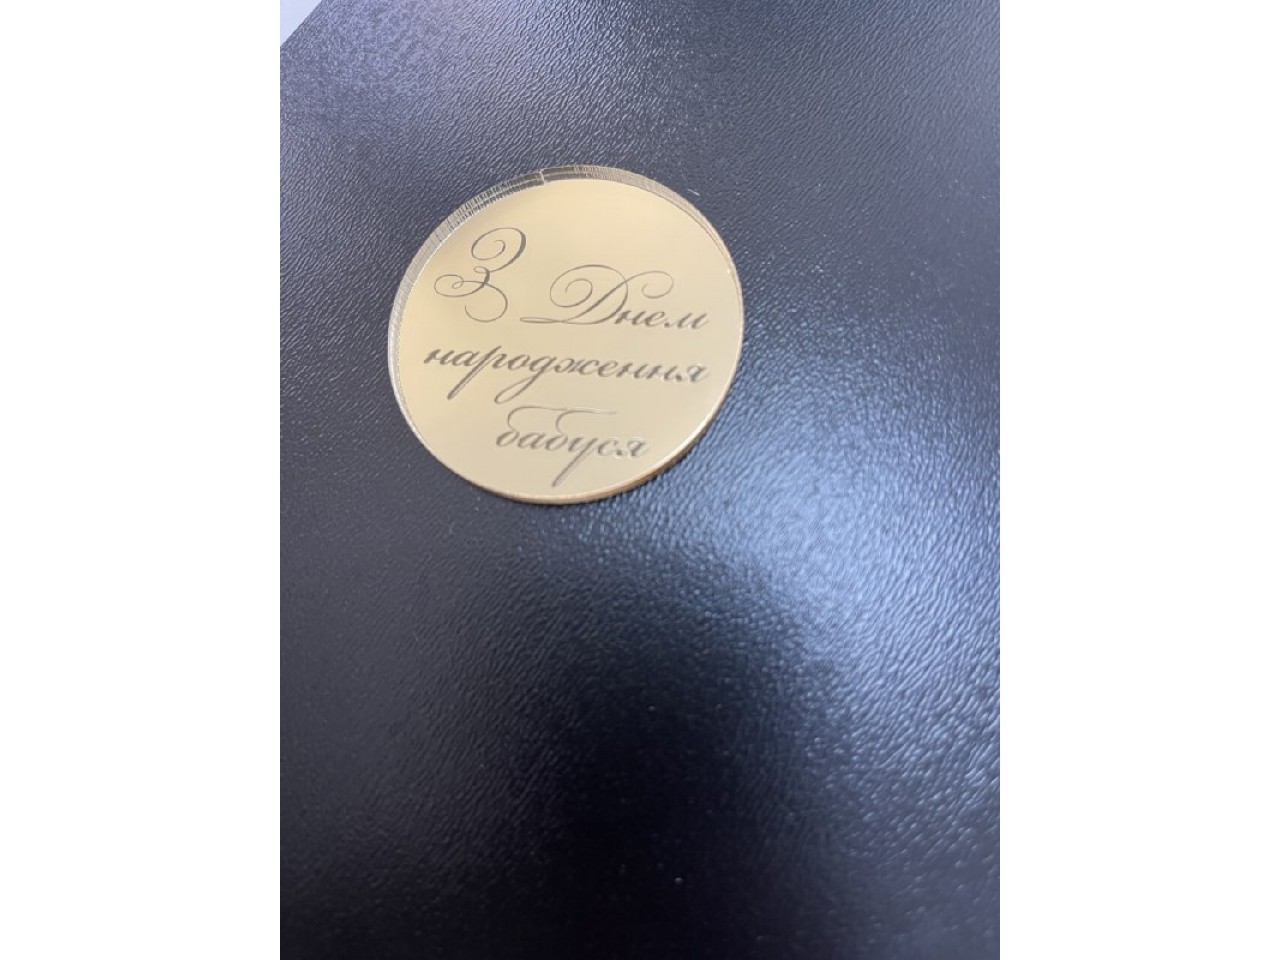 З Днем
народження
бабуся